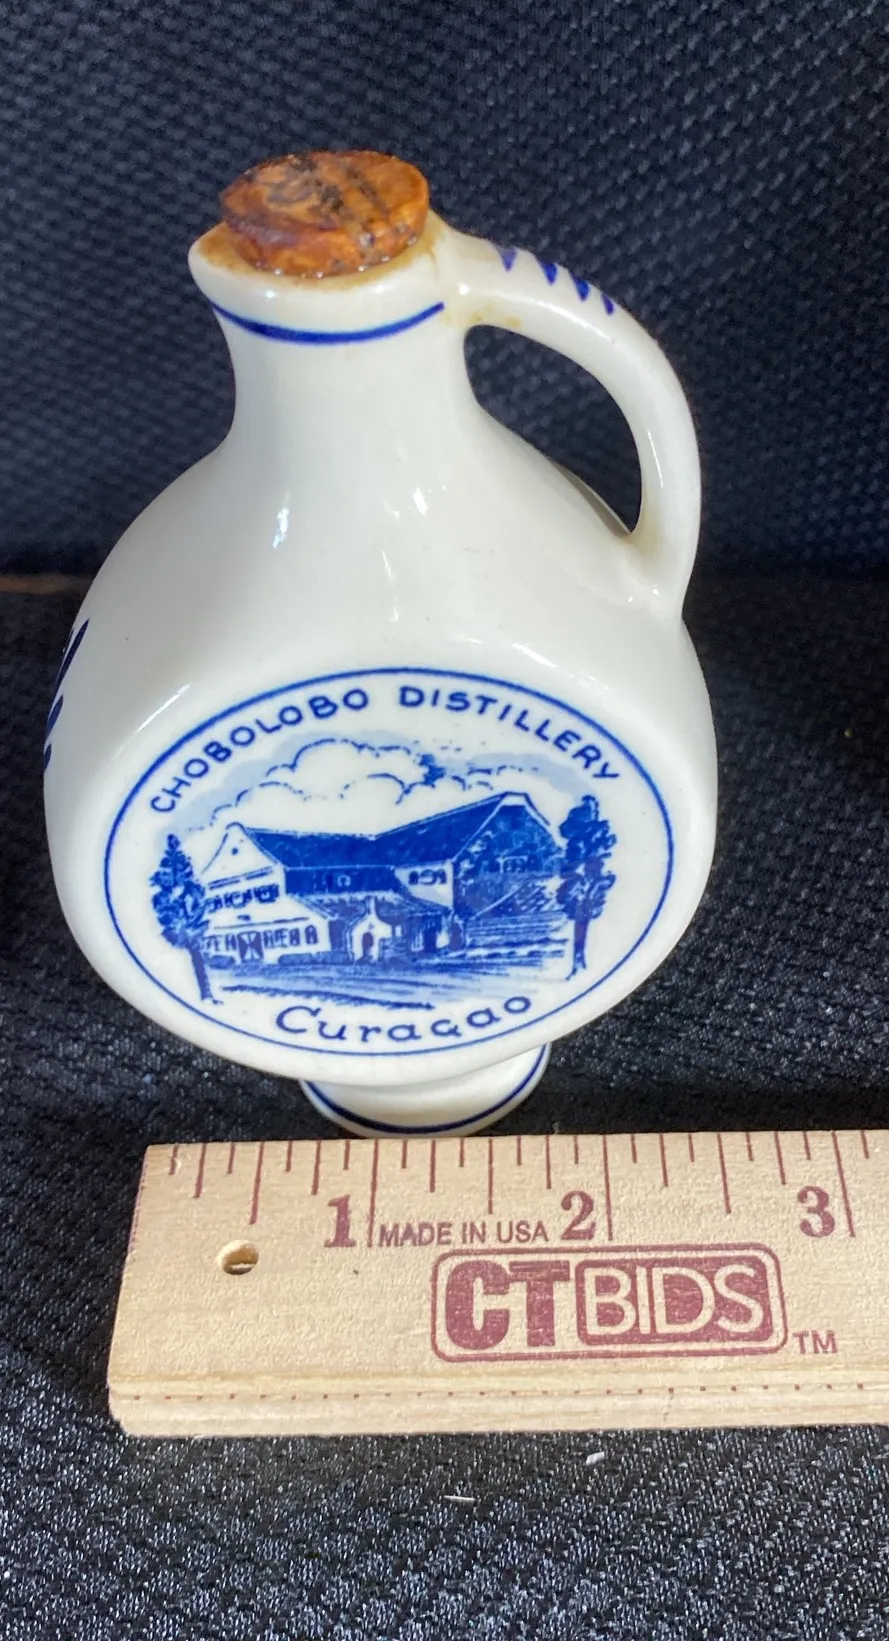 CHOBOLOBO DISTILLERY
Curaçao
1 MADE IN USA 2 3
CTBIDS TM